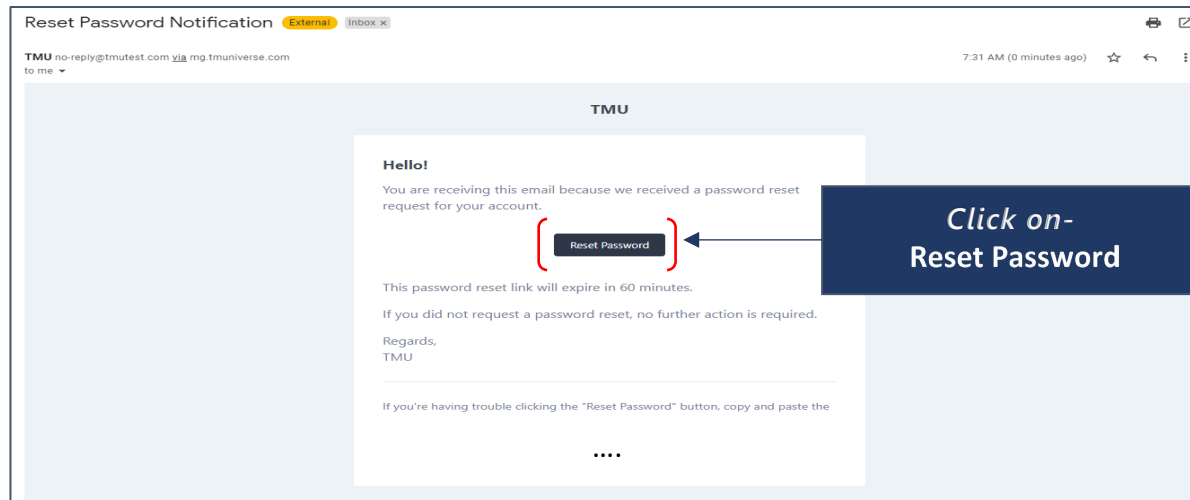 Reset Password Notification External Inbox x
TMU no-reply@tmutest.com via mg.tmuniverse.com
7:31 AM (0 minutes ago)
to me
TMU
Hello!
You are receiving this email because we received a password reset
request for your account.
Reset Password
Click on-
Reset Password
This password reset link will expire in 60 minutes.
If you did not request a password reset, no further action is required.
Regards,
TMU
If you're having trouble clicking the "Reset Password" button, copy and paste the
....